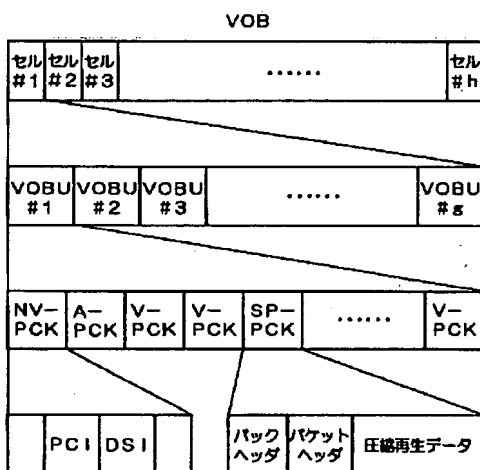 VOB
セル #1 セル #2 セル #3 ...... セル #h
VOBU #1 VOBU #2 VOBU #3 ...... VOBU #g
NV-PCK A-PCK V-PCK V-PCK SP-PCK ...... V-PCK
PCI DSI パックヘッダ パケットヘッダ 圧縮再生データ